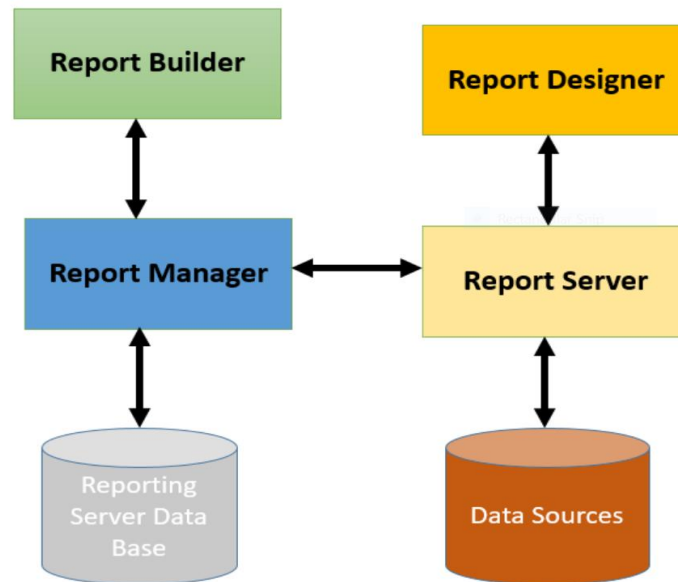 Report Builder
Report Designer
Report Manager
Report Server
Reporting
Server Data
Base
Data Sources